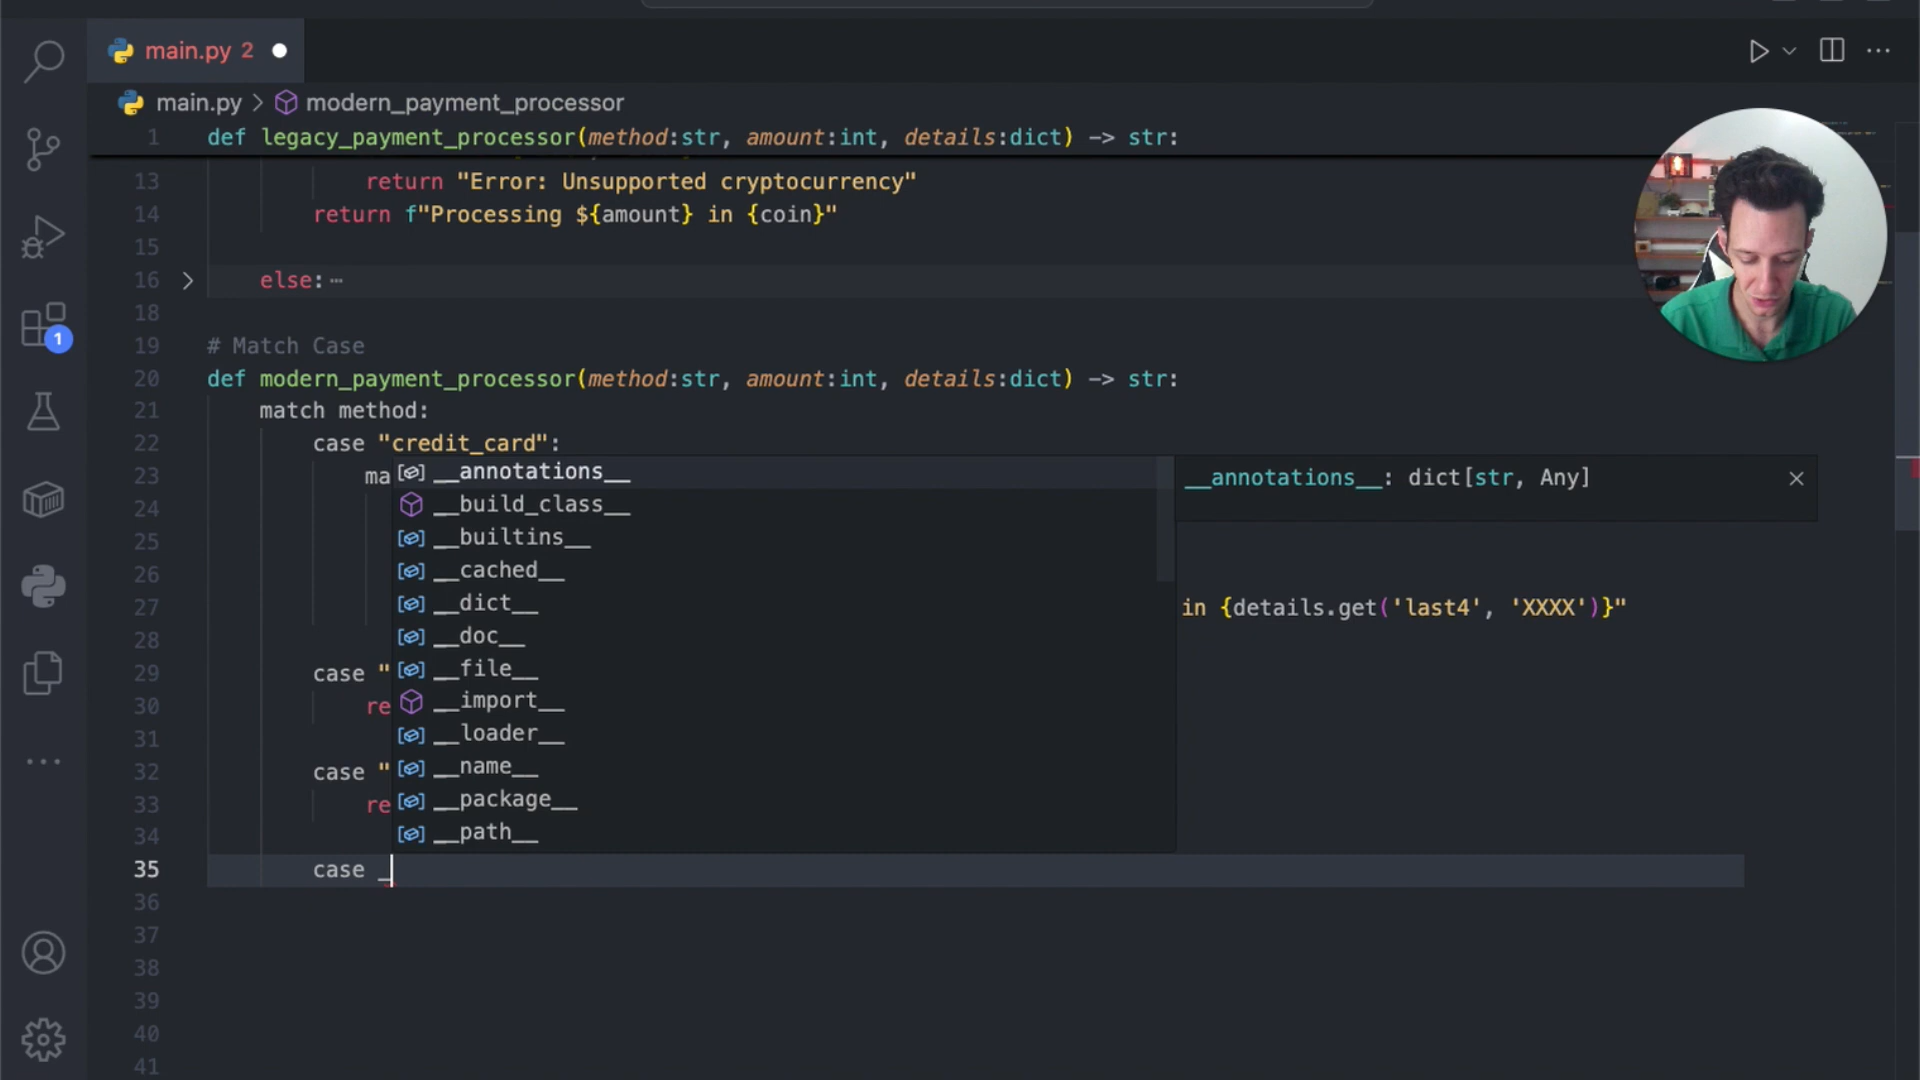 main.py 2
main.py > modern_payment_processor
1 def legacy_payment_processor(method:str, amount:int, details:dict) -> str:
13 return "Error: Unsupported cryptocurrency"
14 return f"Processing ${amount} in {coin}"
15
16 else:
18
19 # Match Case
20 def modern_payment_processor(method:str, amount:int, details:dict) -> str:
21 match method:
22 case "credit_card":
23 ma
__annotations__
__annotations__: dict[str, Any]
24
__build_class__
25
__builtins__
26
__cached__
27
__dict__
in {details.get('last4', 'XXXX')}"
28
__doc__
29 case "
__file__
30 re
__import__
31
__loader__
32 case "
__name__
33 re
__package__
34
__path__
35 case _
36
37
38
39
40
41
1